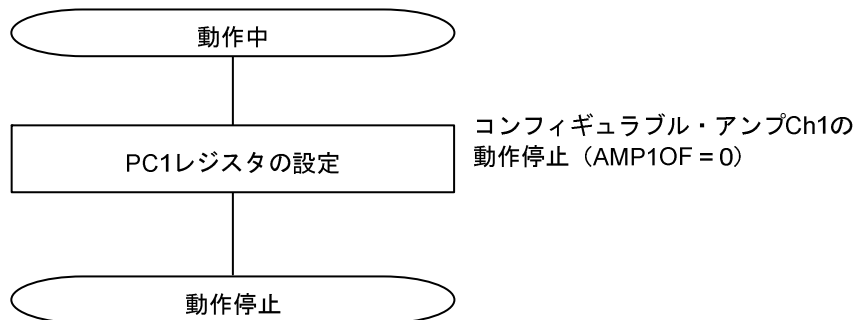 動作中
PC1レジスタの設定
コンフィギュラブル・アンプCh1の
動作停止（AMP1OF = 0）
動作停止